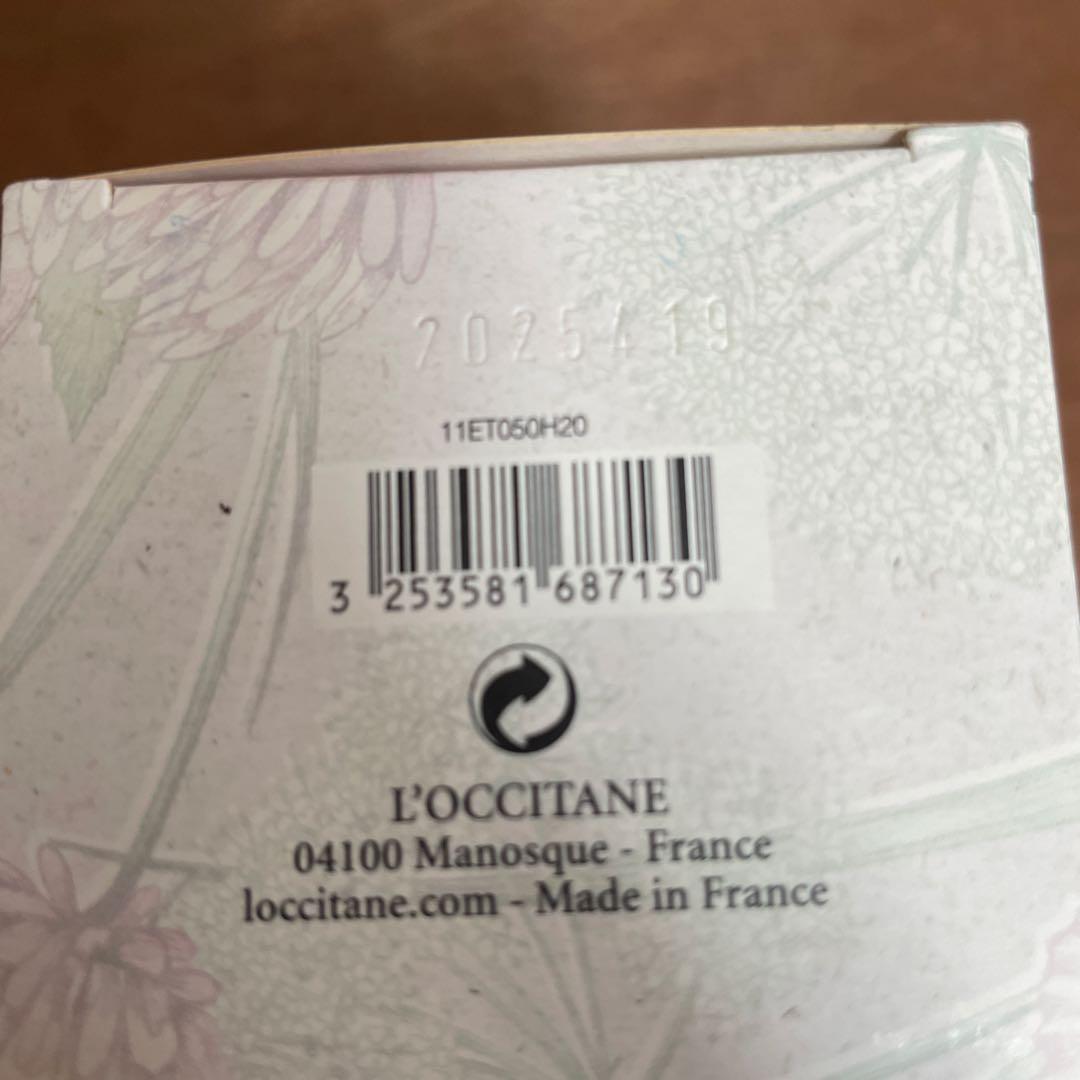 2025419
11ET050H20
3 253581 687130
L'OCCITANE
04100 Manosque - France
loccitane.com - Made in France